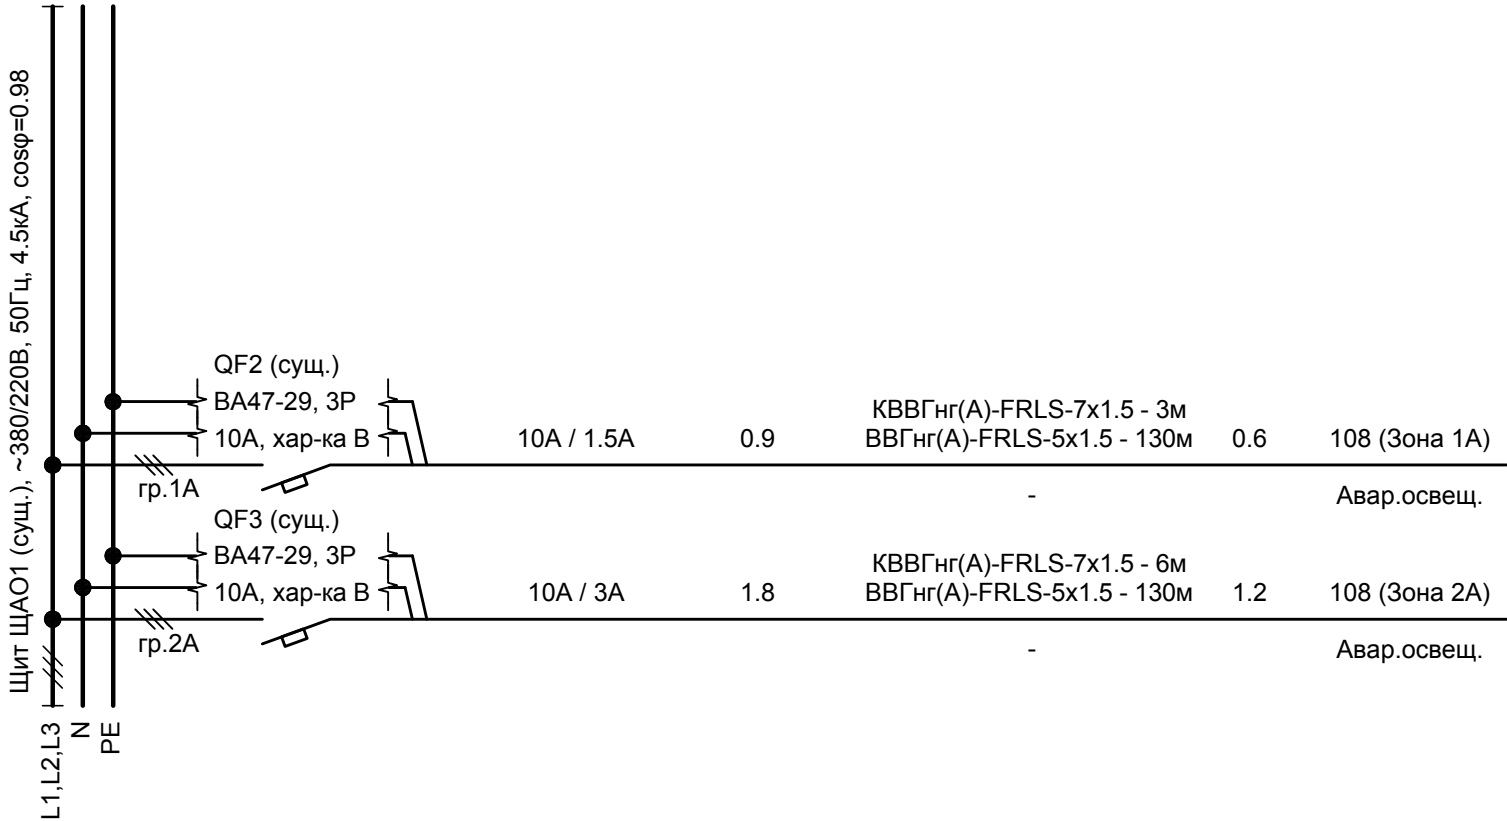 Щит ЩАО1 (сущ.), ~380/220В, 50Гц, 4.5кА, cosφ=0.98
QF2 (сущ.)
ВА47-29, 3Р
10А, хар-ка В
гр.1А
10А / 1.5А
0.9
КВВГнг(А)-FRLS-7х1.5 - 3м
ВВГнг(А)-FRLS-5х1.5 - 130м
0.6
108 (Зона 1А)
-
Авар.освещ.
QF3 (сущ.)
ВА47-29, 3Р
10А, хар-ка В
гр.2А
10А / 3А
1.8
КВВГнг(А)-FRLS-7х1.5 - 6м
ВВГнг(А)-FRLS-5х1.5 - 130м
1.2
108 (Зона 2А)
-
Авар.освещ.
L1,L2,L3
N
PE